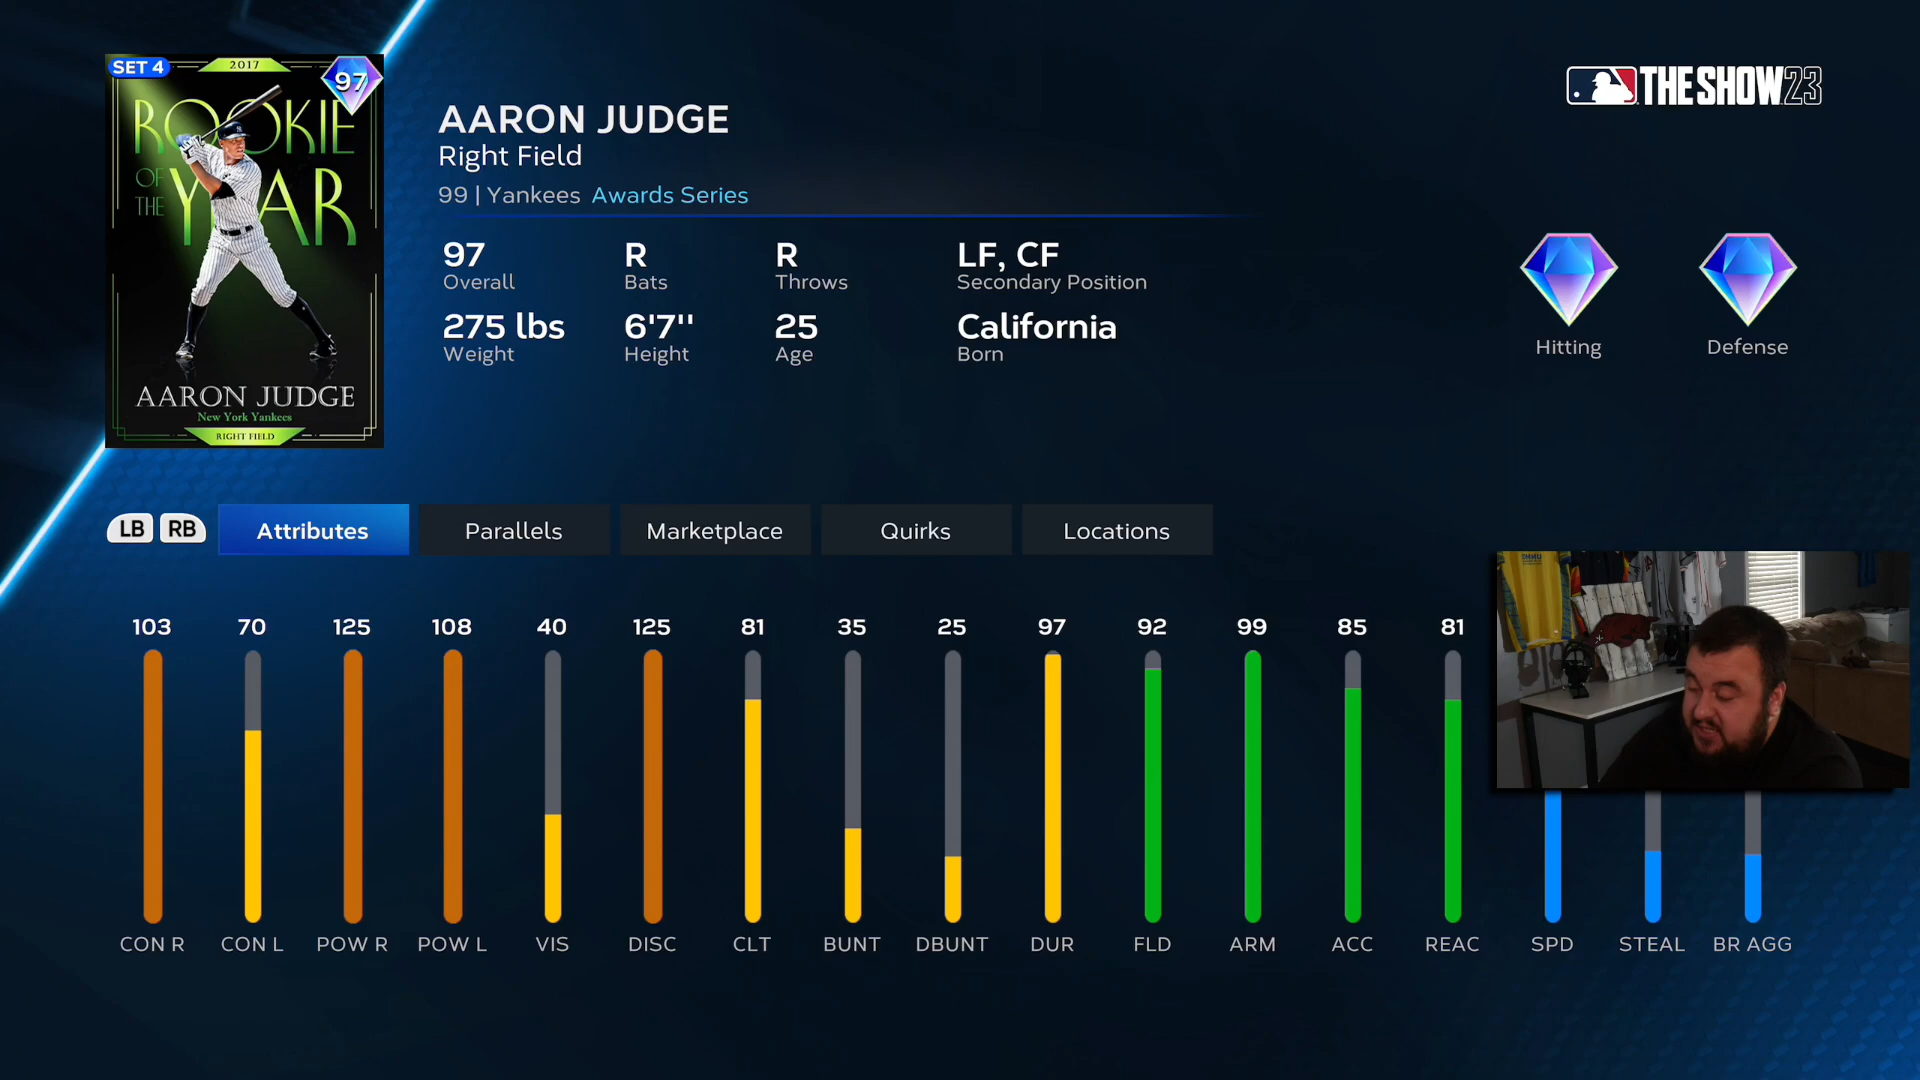 SET 4
2017
97
ROOKIE
OF
THE
YEAR
AARON JUDGE
New York Yankees
RIGHT FIELD
AARON JUDGE
Right Field
99 | Yankees Awards Series
97 R R LF, CF
Overall Bats Throws Secondary Position
275 lbs 6'7'' 25 California
Weight Height Age Born
THE SHOW 23
Hitting Defense
LB RB Attributes Parallels Marketplace Quirks Locations
103 70 125 108 40 125 81 35 25 97 92 99 85 81
CON R CON L POW R POW L VIS DISC CLT BUNT DBUNT DUR FLD ARM ACC REAC SPD STEAL BR AGG